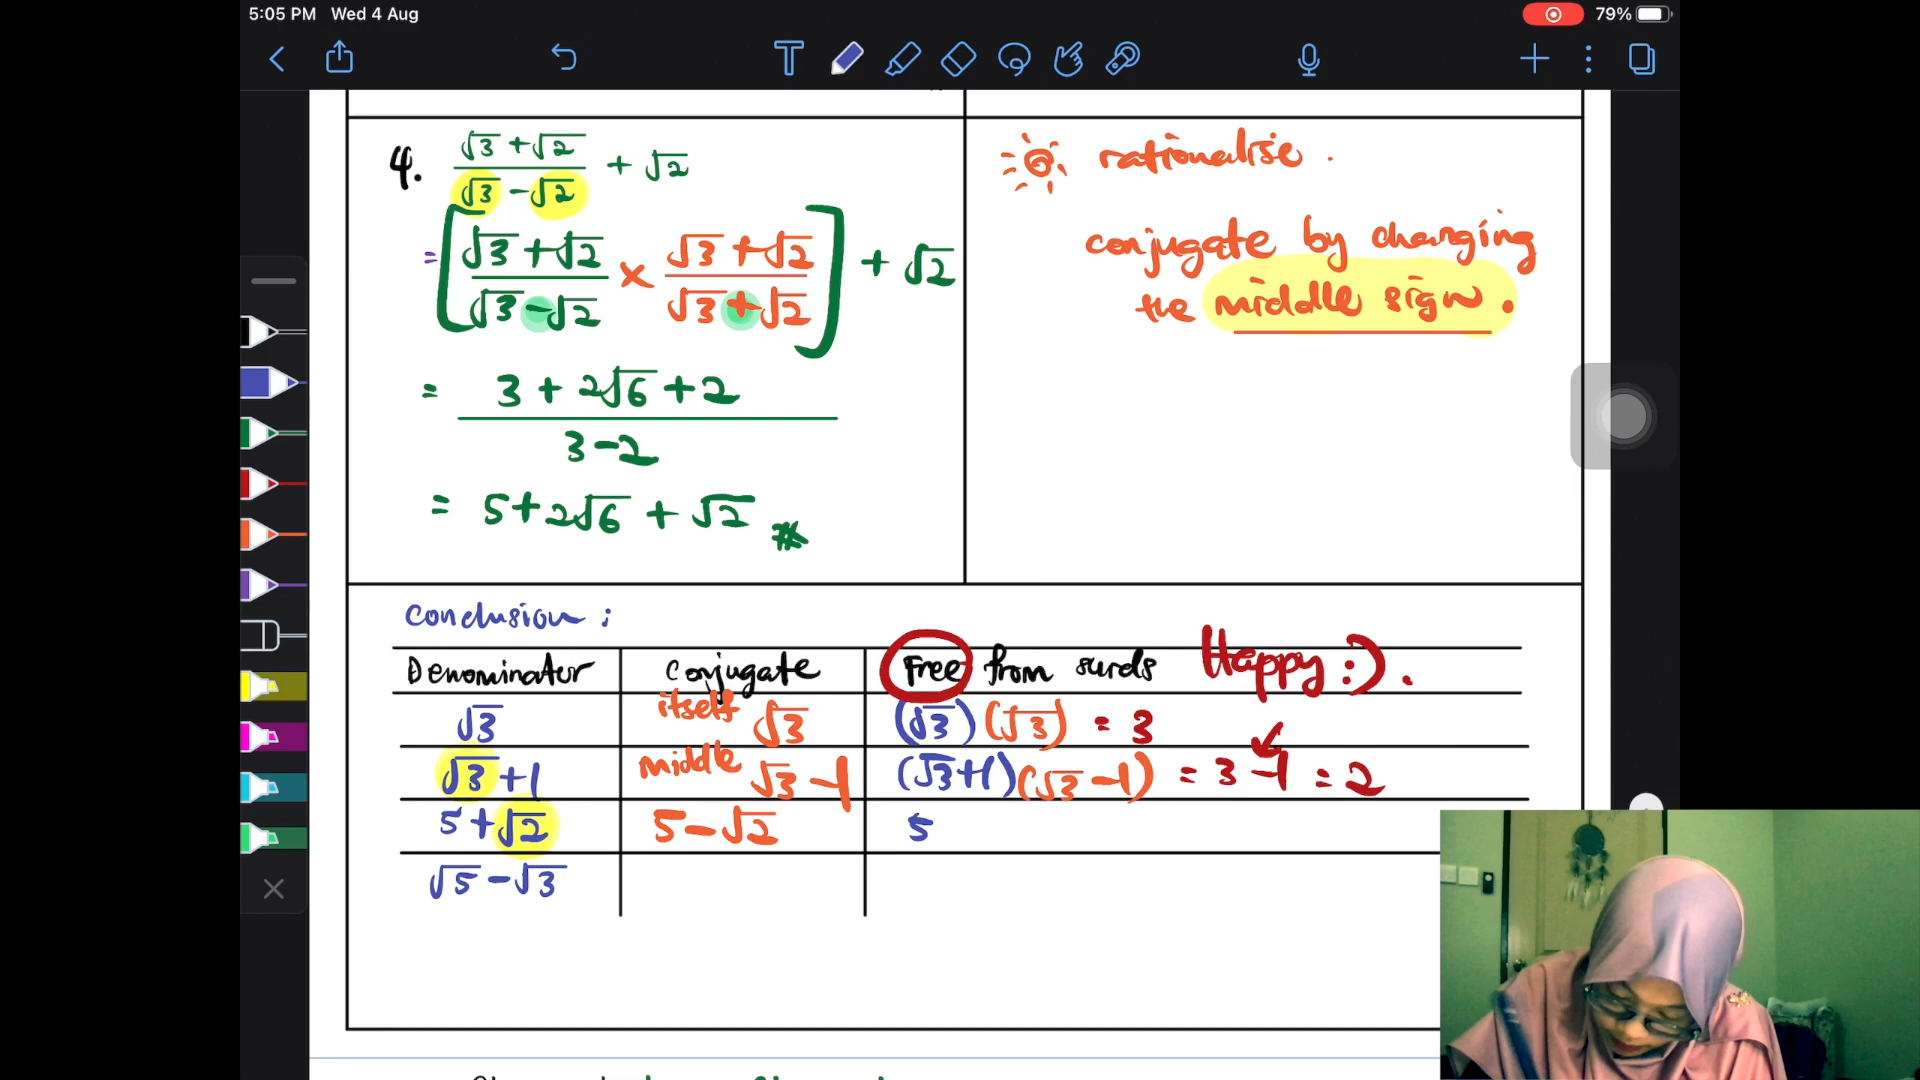 5:05 PM Wed 4 Aug 79%
4. (√3 + √2)/(√3 − √2) + √2
= [(√3 + √2)/(√3 − √2) × (√3 + √2)/(√3 + √2)] + √2
= (3 + 2√6 + 2)/(3 − 2)
= 5 + 2√6 + √2 #
rationalise.
conjugate by changing
the middle sign.
Conclusion:
Denominator Conjugate Free from surds Happy :).
√3 itself √3 (√3)(√3) = 3
√3 + 1 middle √3 − 1 (√3+1)(√3 − 1) = 3 − 1 = 2
5 + √2 5 − √2 5
√5 − √3